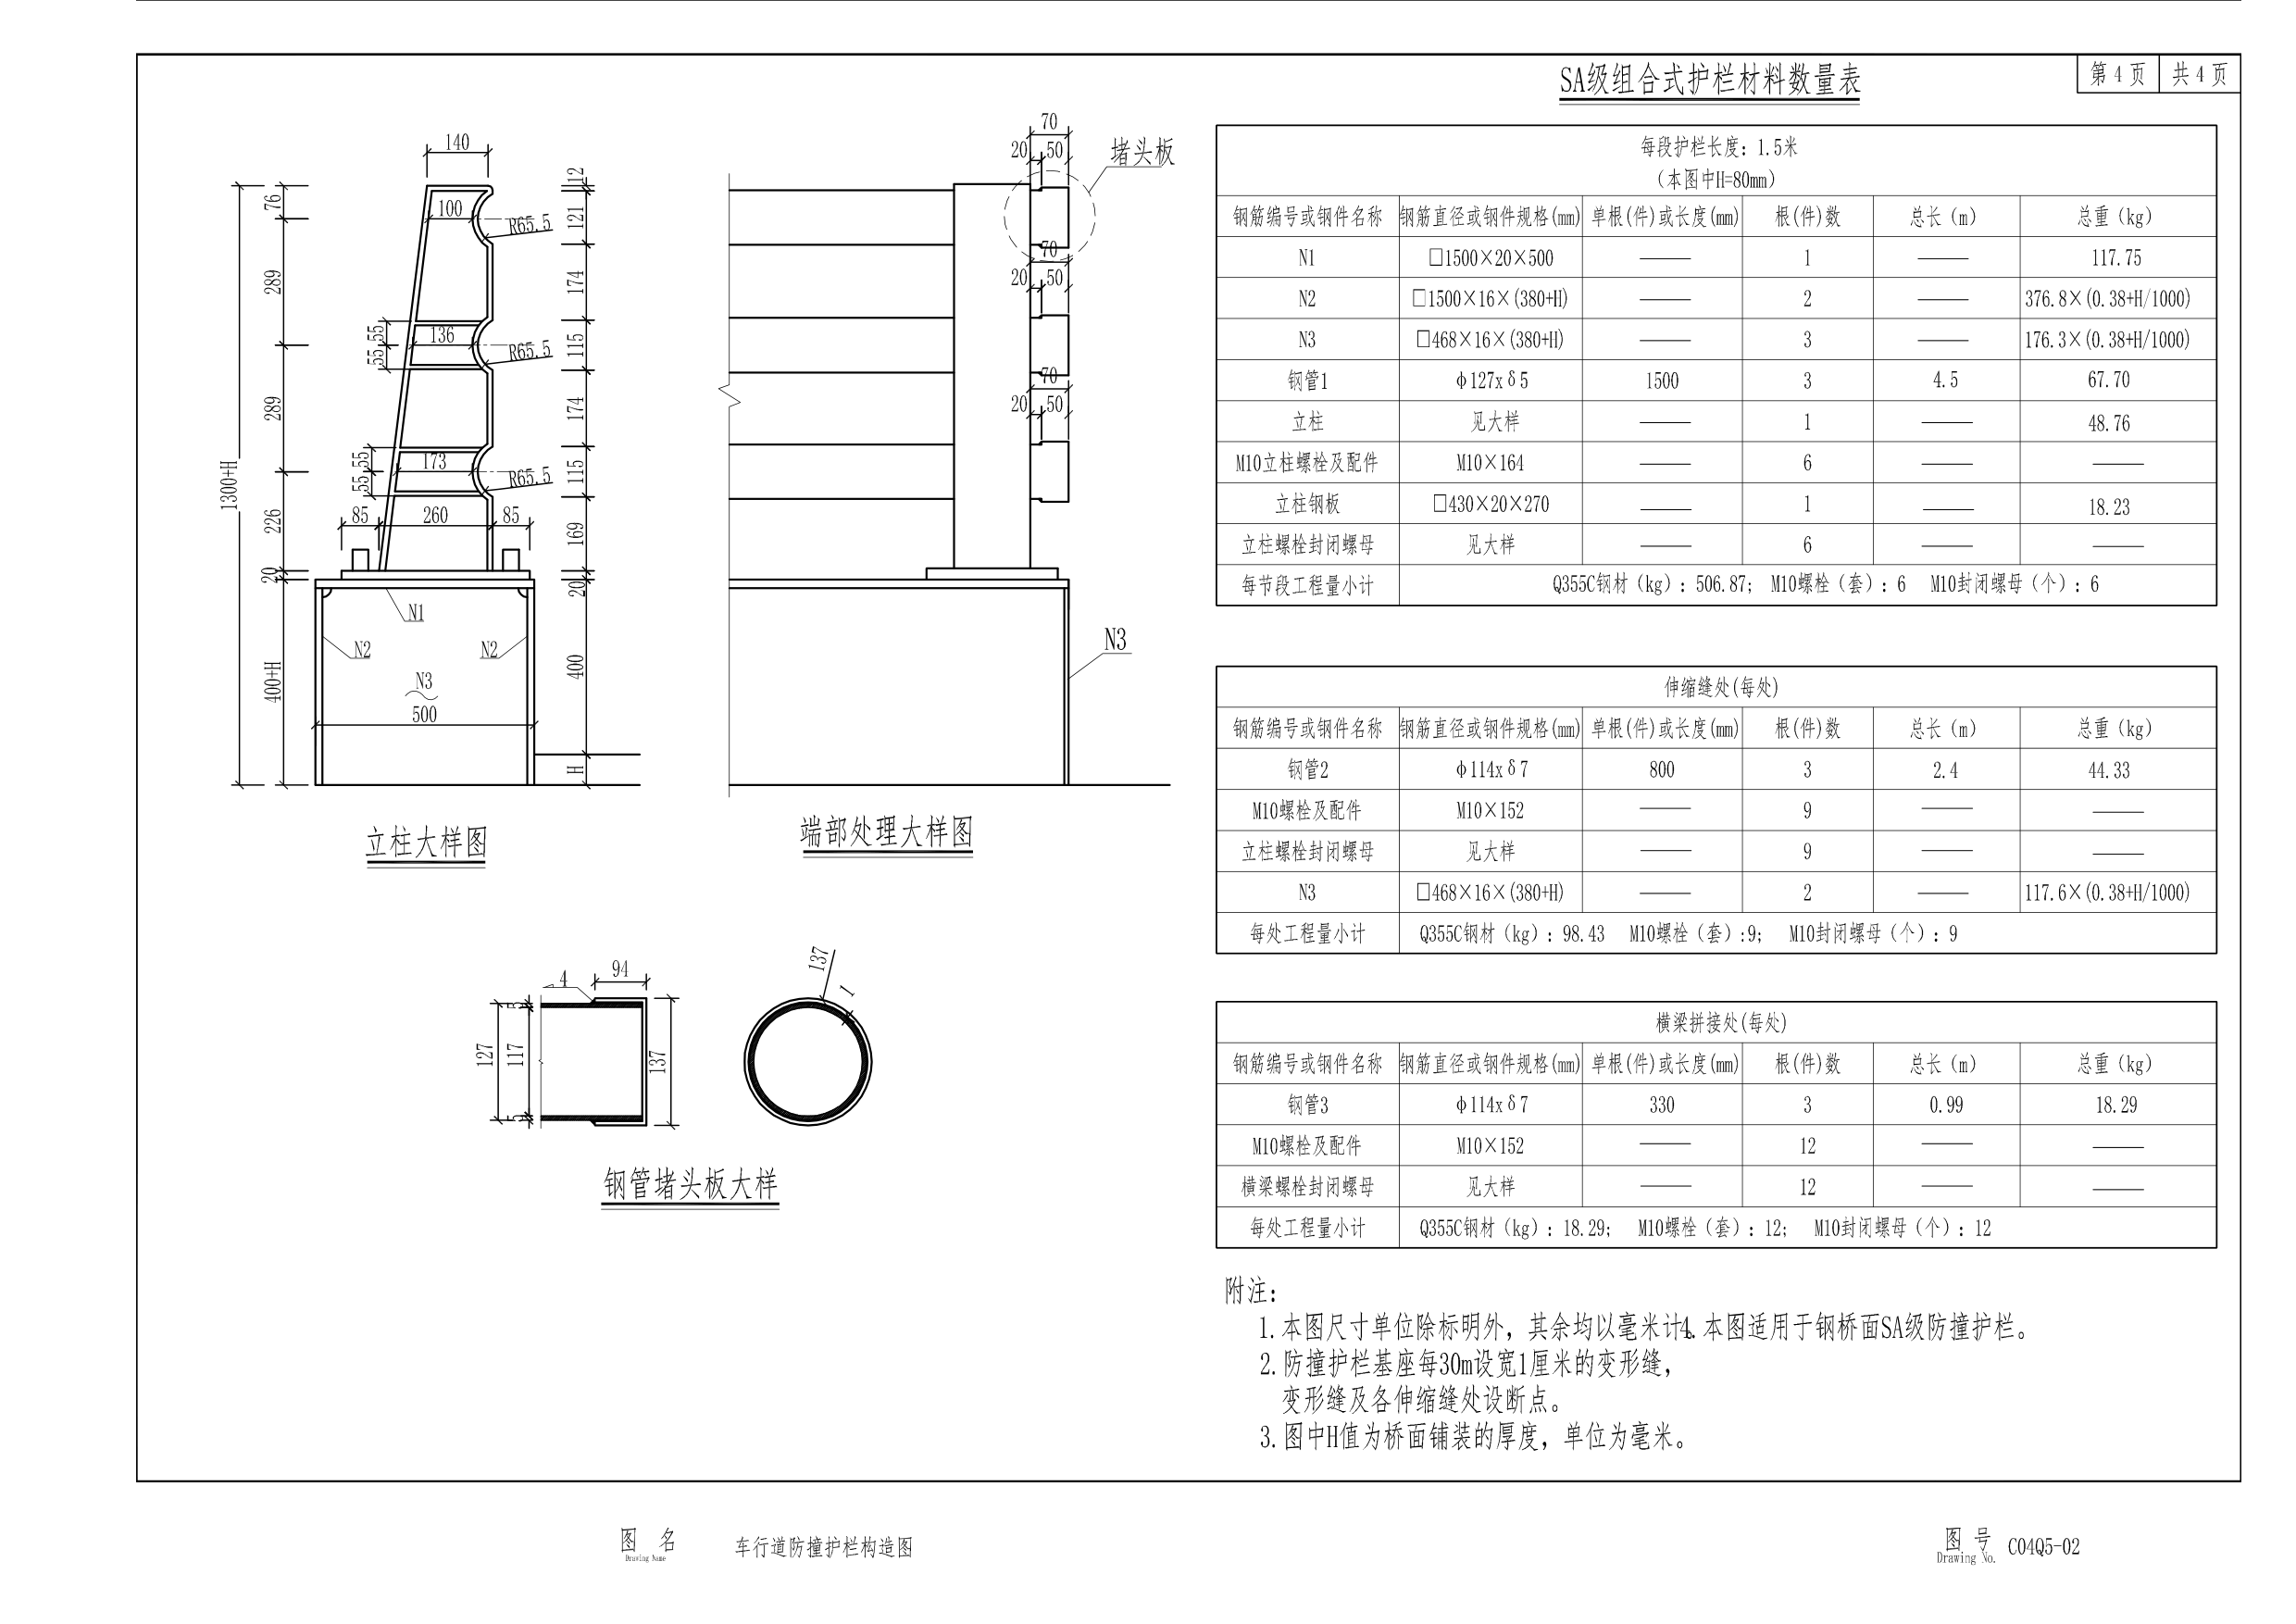 第 4 页 共 4 页
SA级组合式护栏材料数量表
每段护栏长度: 1.5米
（本图中H=80mm）
钢筋编号或钢件名称 钢筋直径或钢件规格(mm) 单根(件)或长度(mm) 根(件)数 总长（m） 总重（kg）
N1 □1500×20×500 —— 1 —— 117.75
N2 □1500×16×(380+H) —— 2 —— 376.8×(0.38+H/1000)
N3 □468×16×(380+H) —— 3 —— 176.3×(0.38+H/1000)
钢管1 φ127xδ5 1500 3 4.5 67.70
立柱 见大样 —— 1 —— 48.76
M10立柱螺栓及配件 M10×164 —— 6 —— ——
立柱钢板 □430×20×270 —— 1 —— 18.23
立柱螺栓封闭螺母 见大样 —— 6 —— ——
每节段工程量小计 Q355C钢材（kg）: 506.87; M10螺栓（套）: 6 M10封闭螺母（个）: 6
伸缩缝处(每处)
钢筋编号或钢件名称 钢筋直径或钢件规格(mm) 单根(件)或长度(mm) 根(件)数 总长（m） 总重（kg）
钢管2 φ114xδ7 800 3 2.4 44.33
M10螺栓及配件 M10×152 —— 9 —— ——
立柱螺栓封闭螺母 见大样 —— 9 —— ——
N3 □468×16×(380+H) —— 2 —— 117.6×(0.38+H/1000)
每处工程量小计 Q355C钢材（kg）: 98.43 M10螺栓（套）:9; M10封闭螺母（个）: 9
横梁拼接处(每处)
钢筋编号或钢件名称 钢筋直径或钢件规格(mm) 单根(件)或长度(mm) 根(件)数 总长（m） 总重（kg）
钢管3 φ114xδ7 330 3 0.99 18.29
M10螺栓及配件 M10×152 —— 12 —— ——
横梁螺栓封闭螺母 见大样 —— 12 —— ——
每处工程量小计 Q355C钢材（kg）: 18.29; M10螺栓（套）: 12; M10封闭螺母（个）: 12
附注:
1.本图尺寸单位除标明外，其余均以毫米计。
4.本图适用于钢桥面SA级防撞护栏。
2.防撞护栏基座每30m设宽1厘米的变形缝，
变形缝及各伸缩缝处设断点。
3.图中H值为桥面铺装的厚度，单位为毫米。
140
12
76
100
R65.5
121
289
174
55
55
136
R65.5
115
289
174
1300+H
55
55
173
R65.5
115
226
85 260 85
169
20
20
N1
N2 N2
400+H
N3
500
400
H
立柱大样图
70
20 50
堵头板
70
20 50
70
20 50
N3
端部处理大样图
4
94
5
127
117
137
5
137
1
钢管堵头板大样
图 名
Drawing Name
车行道防撞护栏构造图
图 号
Drawing No.
C04Q5-02